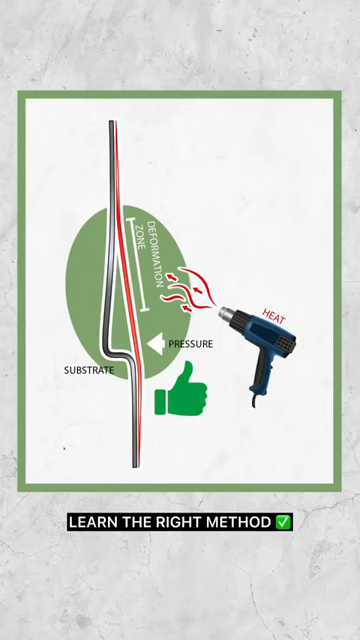 DEFORMATION
ZONE
HEAT
PRESSURE
SUBSTRATE
LEARN THE RIGHT METHOD ✅